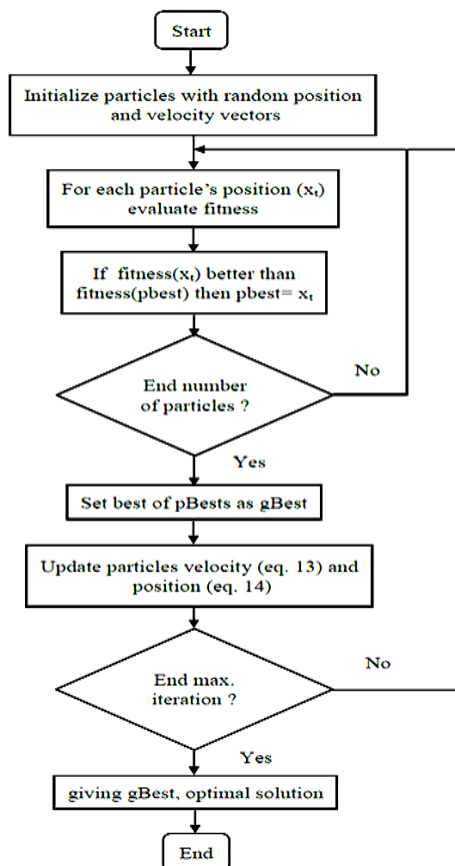 Start
Initialize particles with random position
and velocity vectors
For each particle's position (xₜ)
evaluate fitness
If fitness(xₜ) better than
fitness(pbest) then pbest= xₜ
End number
of particles ?
No
Yes
Set best of pBests as gBest
Update particles velocity (eq. 13) and
position (eq. 14)
End max.
iteration ?
No
Yes
giving gBest, optimal solution
End